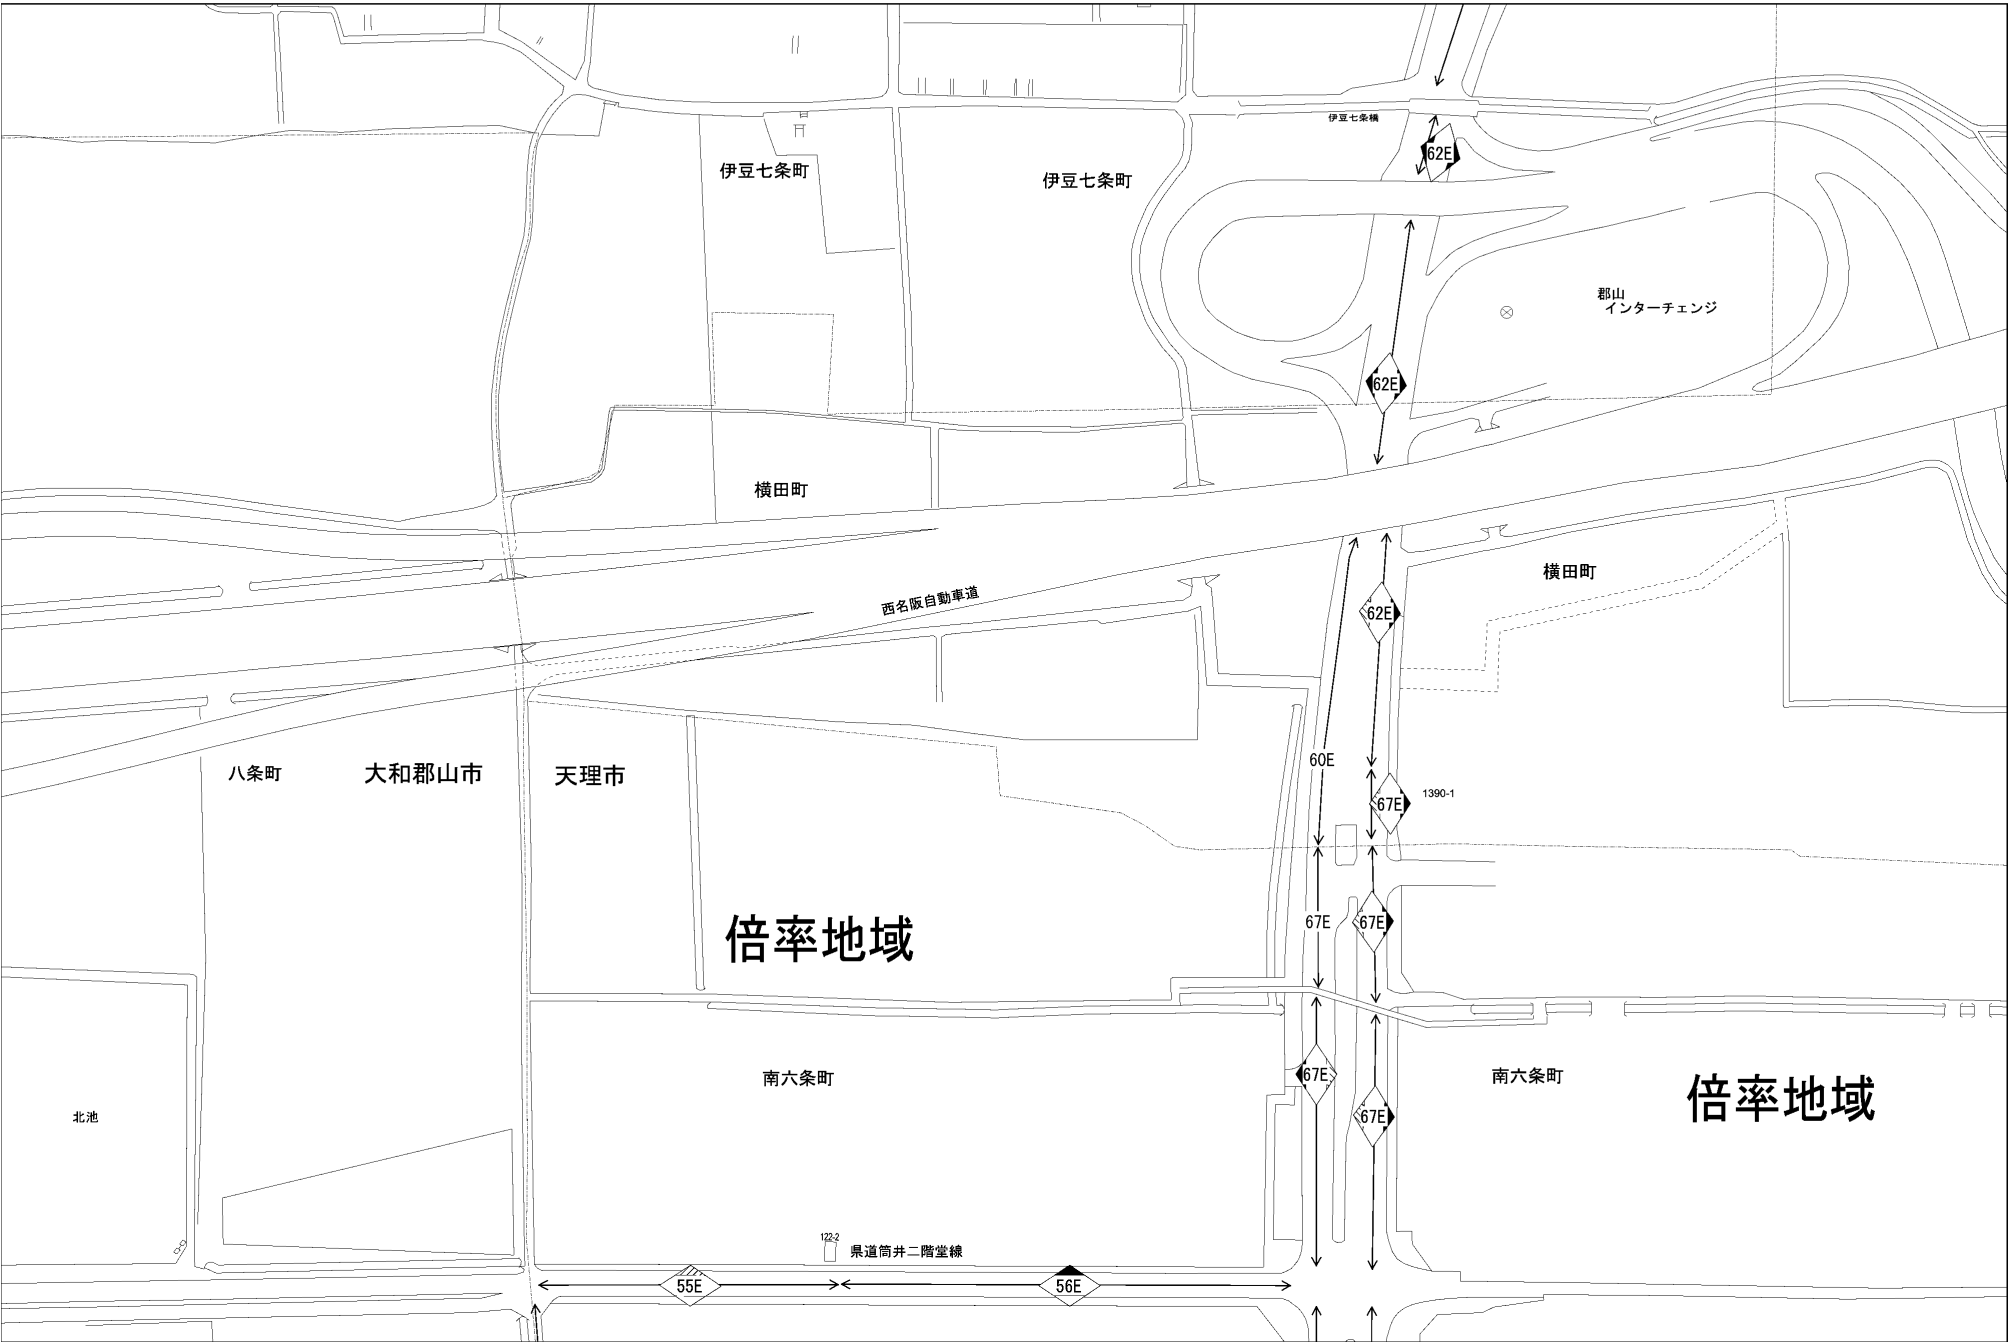 伊豆七条橋
62E
伊豆七条町
伊豆七条町
郡山
インターチェンジ
62E
横田町
西名阪自動車道
横田町
62E
60E
八条町
大和郡山市
天理市
67E
1390-1
倍率地域
67E
67E
南六条町
67E
南六条町
倍率地域
北池
67E
122-2
県道筒井二階堂線
55E
56E